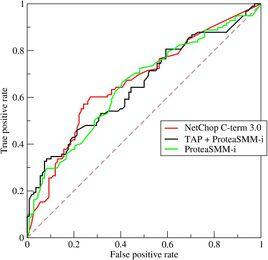 1
0.8
True positive rate
0.6
0.4
0.2
0
NetChop C-term 3.0
TAP + ProteaSMM-i
ProteaSMM-i
0
0.2
0.4
0.6
0.8
1
False positive rate